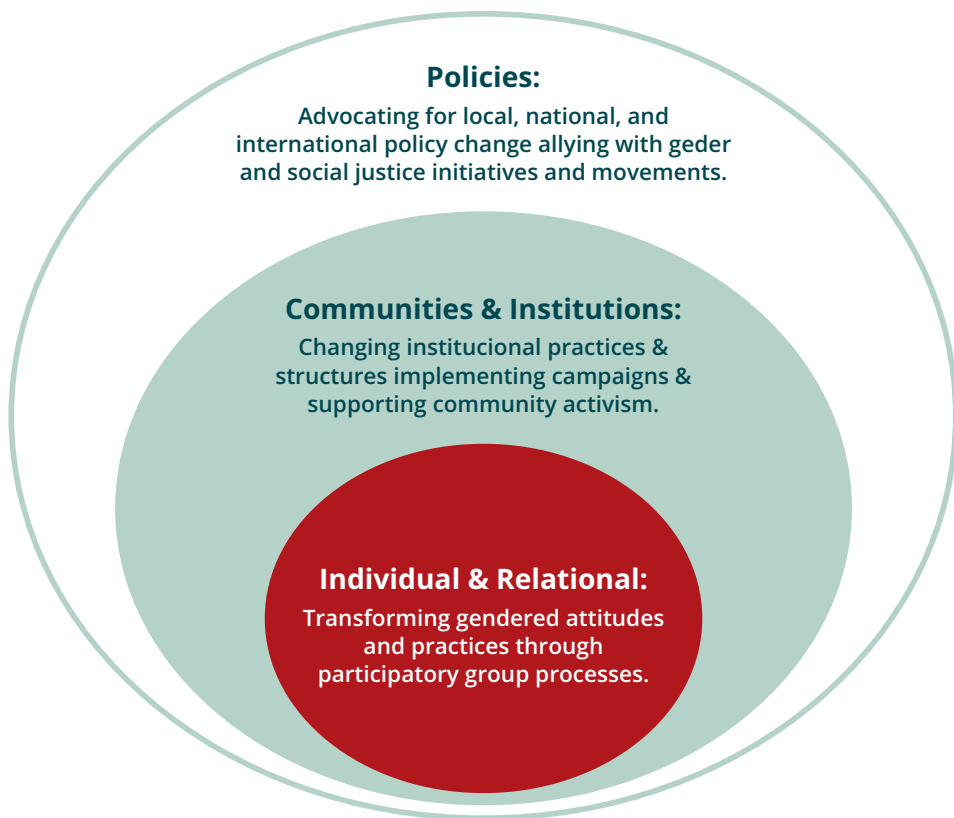 Policies:
Advocating for local, national, and
international policy change allying with geder
and social justice initiatives and movements.
Communities & Institutions:
Changing institucional practices &
structures implementing campaigns &
supporting community activism.
Individual & Relational:
Transforming gendered attitudes
and practices through
participatory group processes.